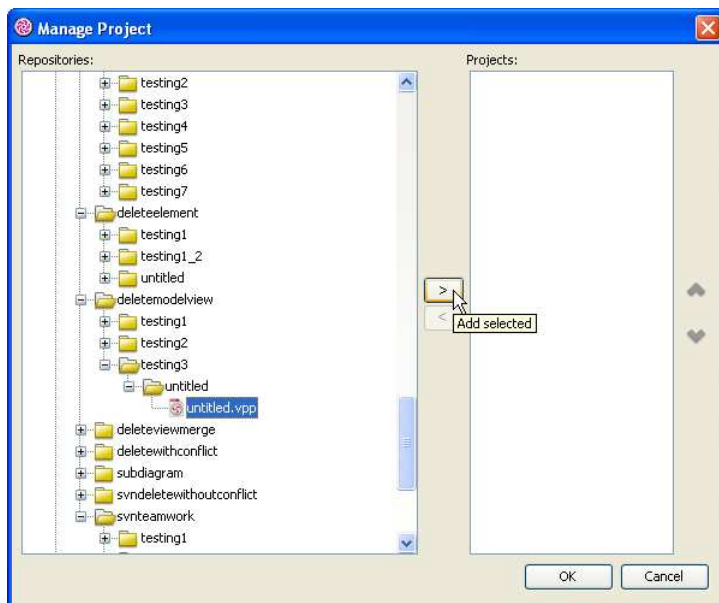 Manage Project
Repositories:
Projects:
testing2
testing3
testing4
testing5
testing6
testing7
deleteelement
testing1
testing1_2
untitled
deletemodelview
testing1
testing2
testing3
untitled
untitled.vpp
deleteviewmerge
deletewithconflict
subdiagram
svndeletewithoutconflict
svnteamwork
testing1
>
<
Add selected
OK
Cancel